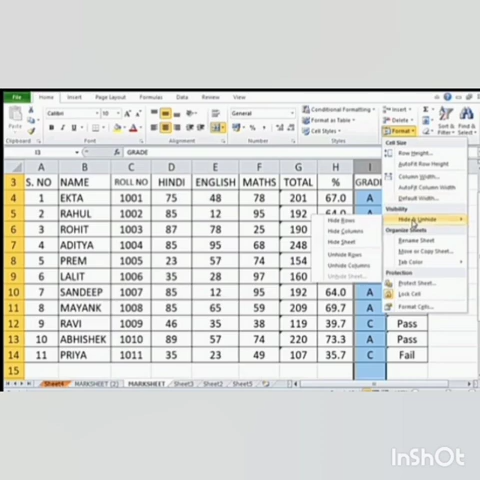 File Home Insert Page Layout Formulas Data Review View
Calibri 10 General Conditional Formatting Insert
Paste Format as Table Delete Sort & Find &
Cell Styles Format Filter Select
Clipboard Font Alignment Number Styles
I3 GRADE
Cell Size
Row Height...
AutoFit Row Height
Column Width...
AutoFit Column Width
Default Width...
Visibility
Hide & Unhide
Organize Sheets
Rename Sheet
Move or Copy Sheet...
Tab Color
Protection
Protect Sheet...
Lock Cell
Format Cells...
Hide Rows
Hide Columns
Hide Sheet
Unhide Rows
Unhide Columns
Unhide Sheet...
A B C D E F G H I
3 S. NO NAME ROLL NO HINDI ENGLISH MATHS TOTAL % GRADE
4 1 EKTA 1001 75 48 78 201 67.0 A
5 2 RAHUL 1002 85 12 95 192 64.0 A
6 3 ROHIT 1003 87 78 25 190
7 4 ADITYA 1004 85 95 68 248
8 5 PREM 1005 23 57 74 154
9 6 LALIT 1006 35 28 97 160
10 7 SANDEEP 1007 85 12 95 192 64.0 A
11 8 MAYANK 1008 85 65 59 209 69.7 A Pass
12 9 RAVI 1009 46 35 38 119 39.7 C Pass
13 10 ABHISHEK 1010 89 57 74 220 73.3 A Pass
14 11 PRIYA 1011 35 23 49 107 35.7 C Fail
15
Sheet4 MARKSHEET (2) MARKSHEET Sheet3 Sheet2 Sheet5
InShOt